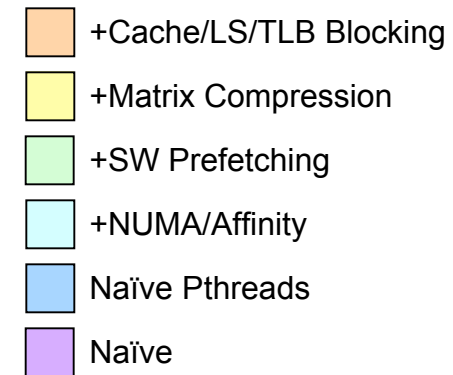 +Cache/LS/TLB Blocking
+Matrix Compression
+SW Prefetching
+NUMA/Affinity
Naïve Pthreads
Naïve